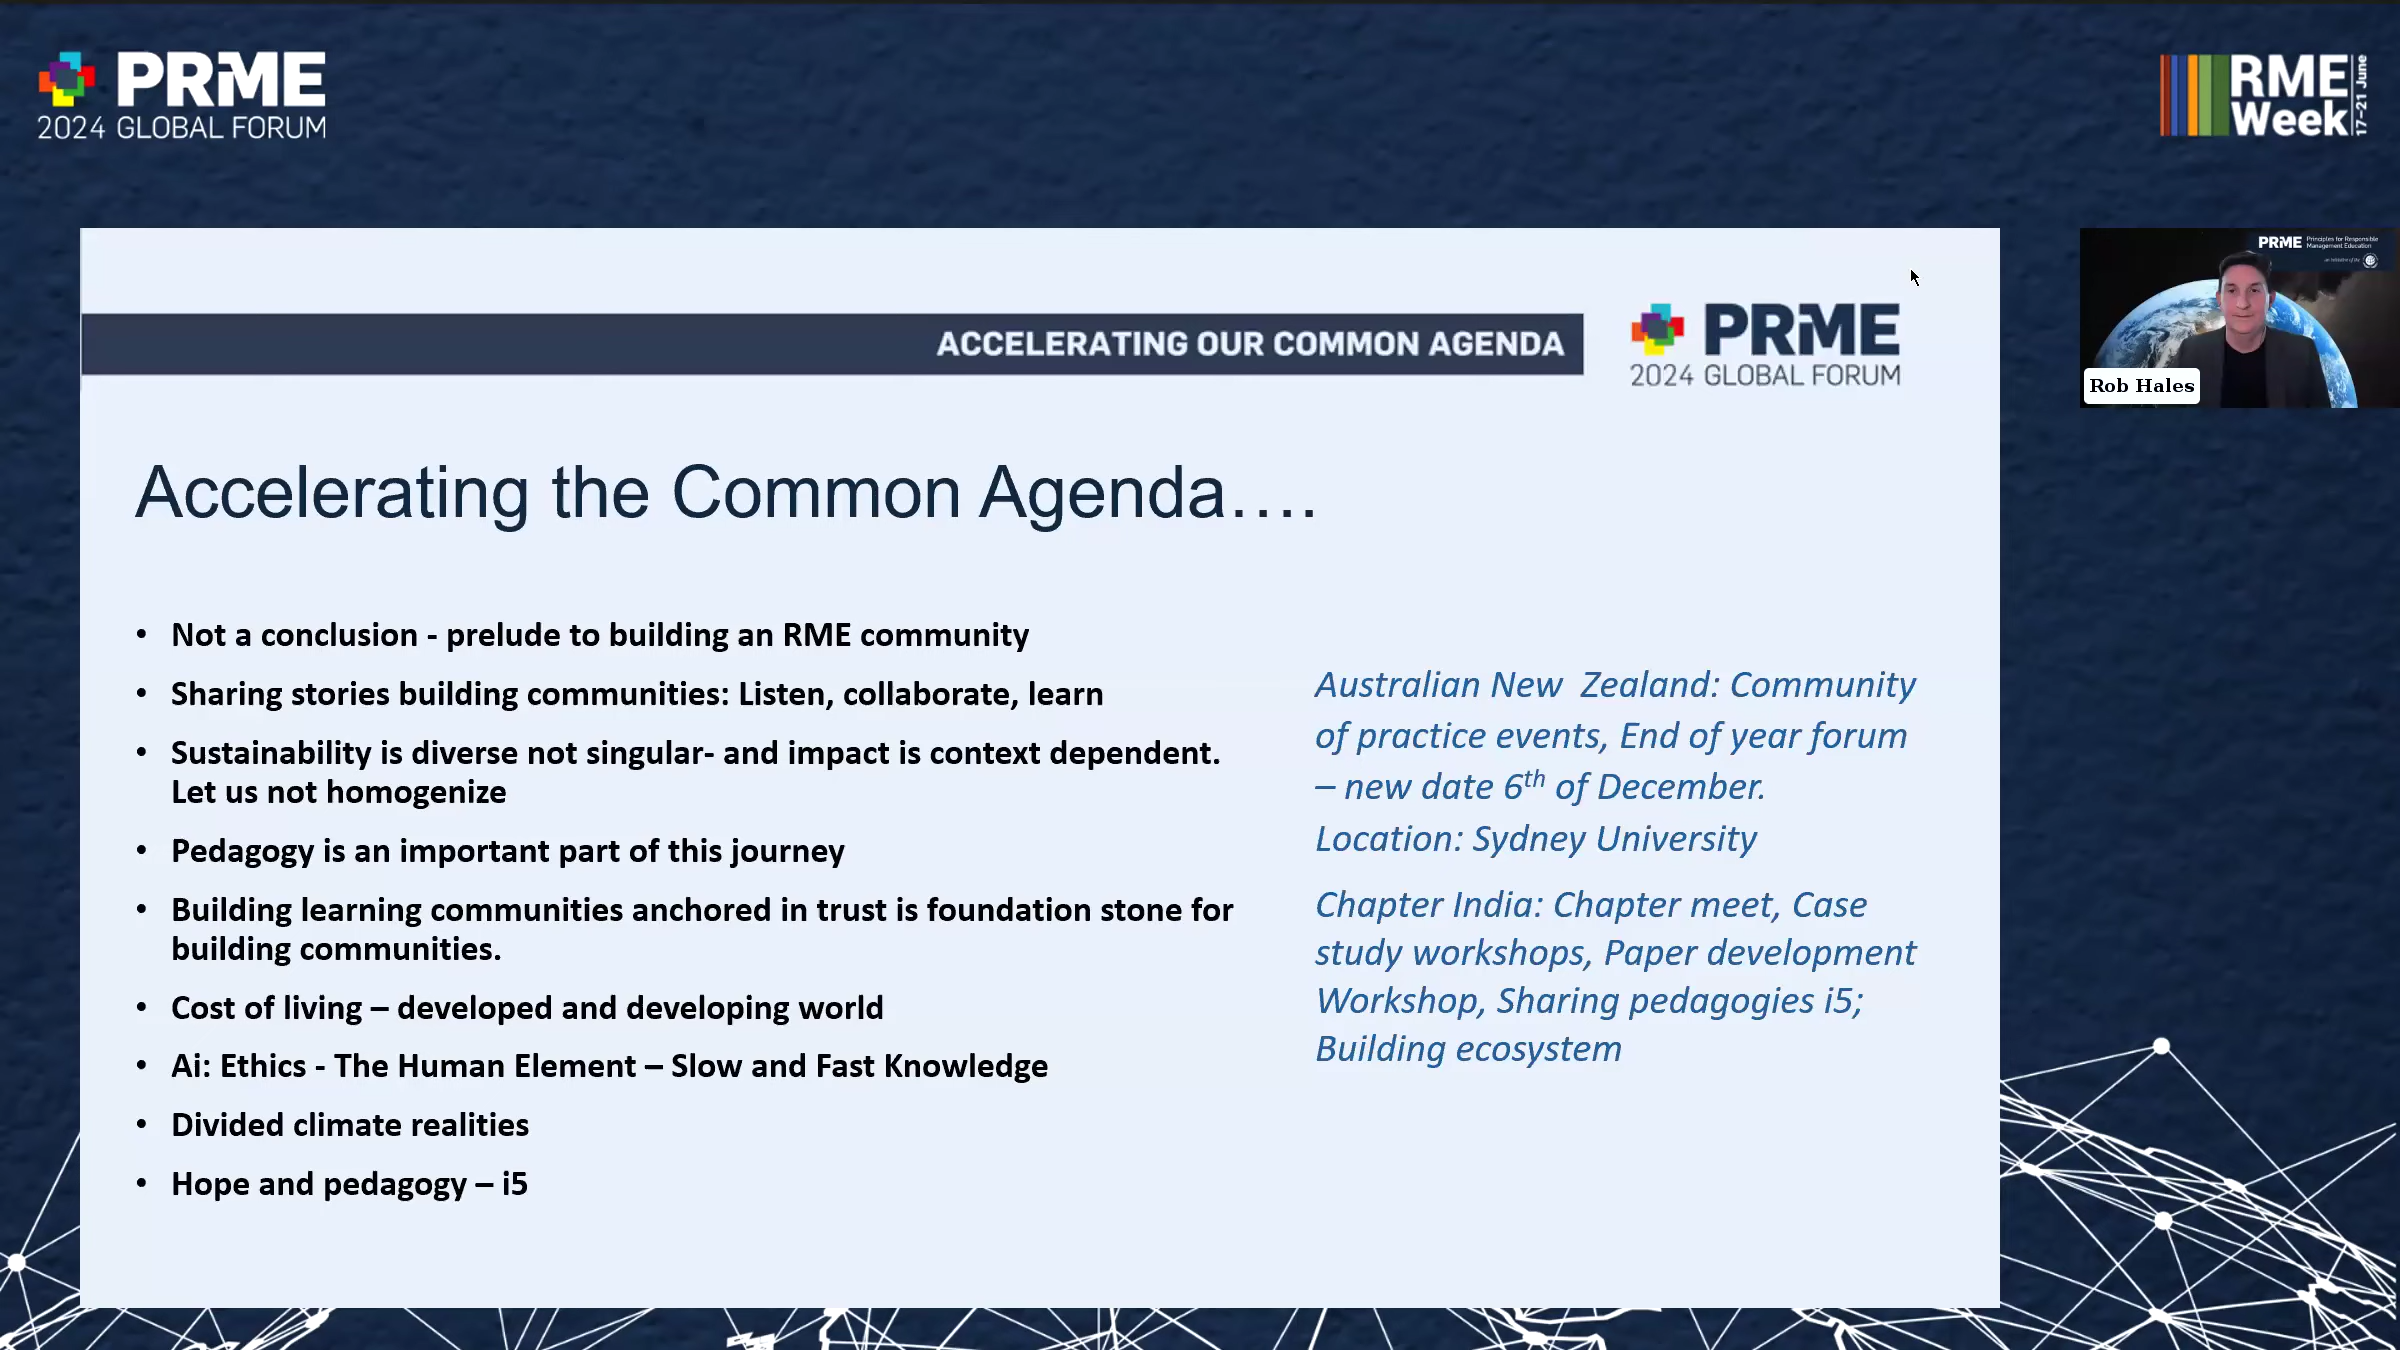 PRME
2024 GLOBAL FORUM
RME
Week
17-21 June
PRME Principles for Responsible
Management Education
Rob Hales
ACCELERATING OUR COMMON AGENDA
PRME
2024 GLOBAL FORUM
Accelerating the Common Agenda….
• Not a conclusion - prelude to building an RME community
• Sharing stories building communities: Listen, collaborate, learn
• Sustainability is diverse not singular- and impact is context dependent.
Let us not homogenize
• Pedagogy is an important part of this journey
• Building learning communities anchored in trust is foundation stone for
building communities.
• Cost of living – developed and developing world
• Ai: Ethics - The Human Element – Slow and Fast Knowledge
• Divided climate realities
• Hope and pedagogy – i5
Australian New  Zealand: Community
of practice events, End of year forum
– new date 6th of December.
Location: Sydney University
Chapter India: Chapter meet, Case
study workshops, Paper development
Workshop, Sharing pedagogies i5;
Building ecosystem